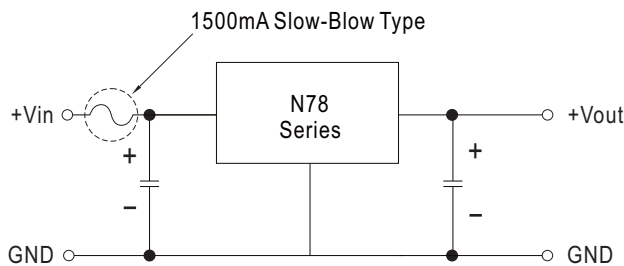 1500mA Slow-Blow Type
+Vin
N78
Series
+Vout
+
+
−
−
GND
GND